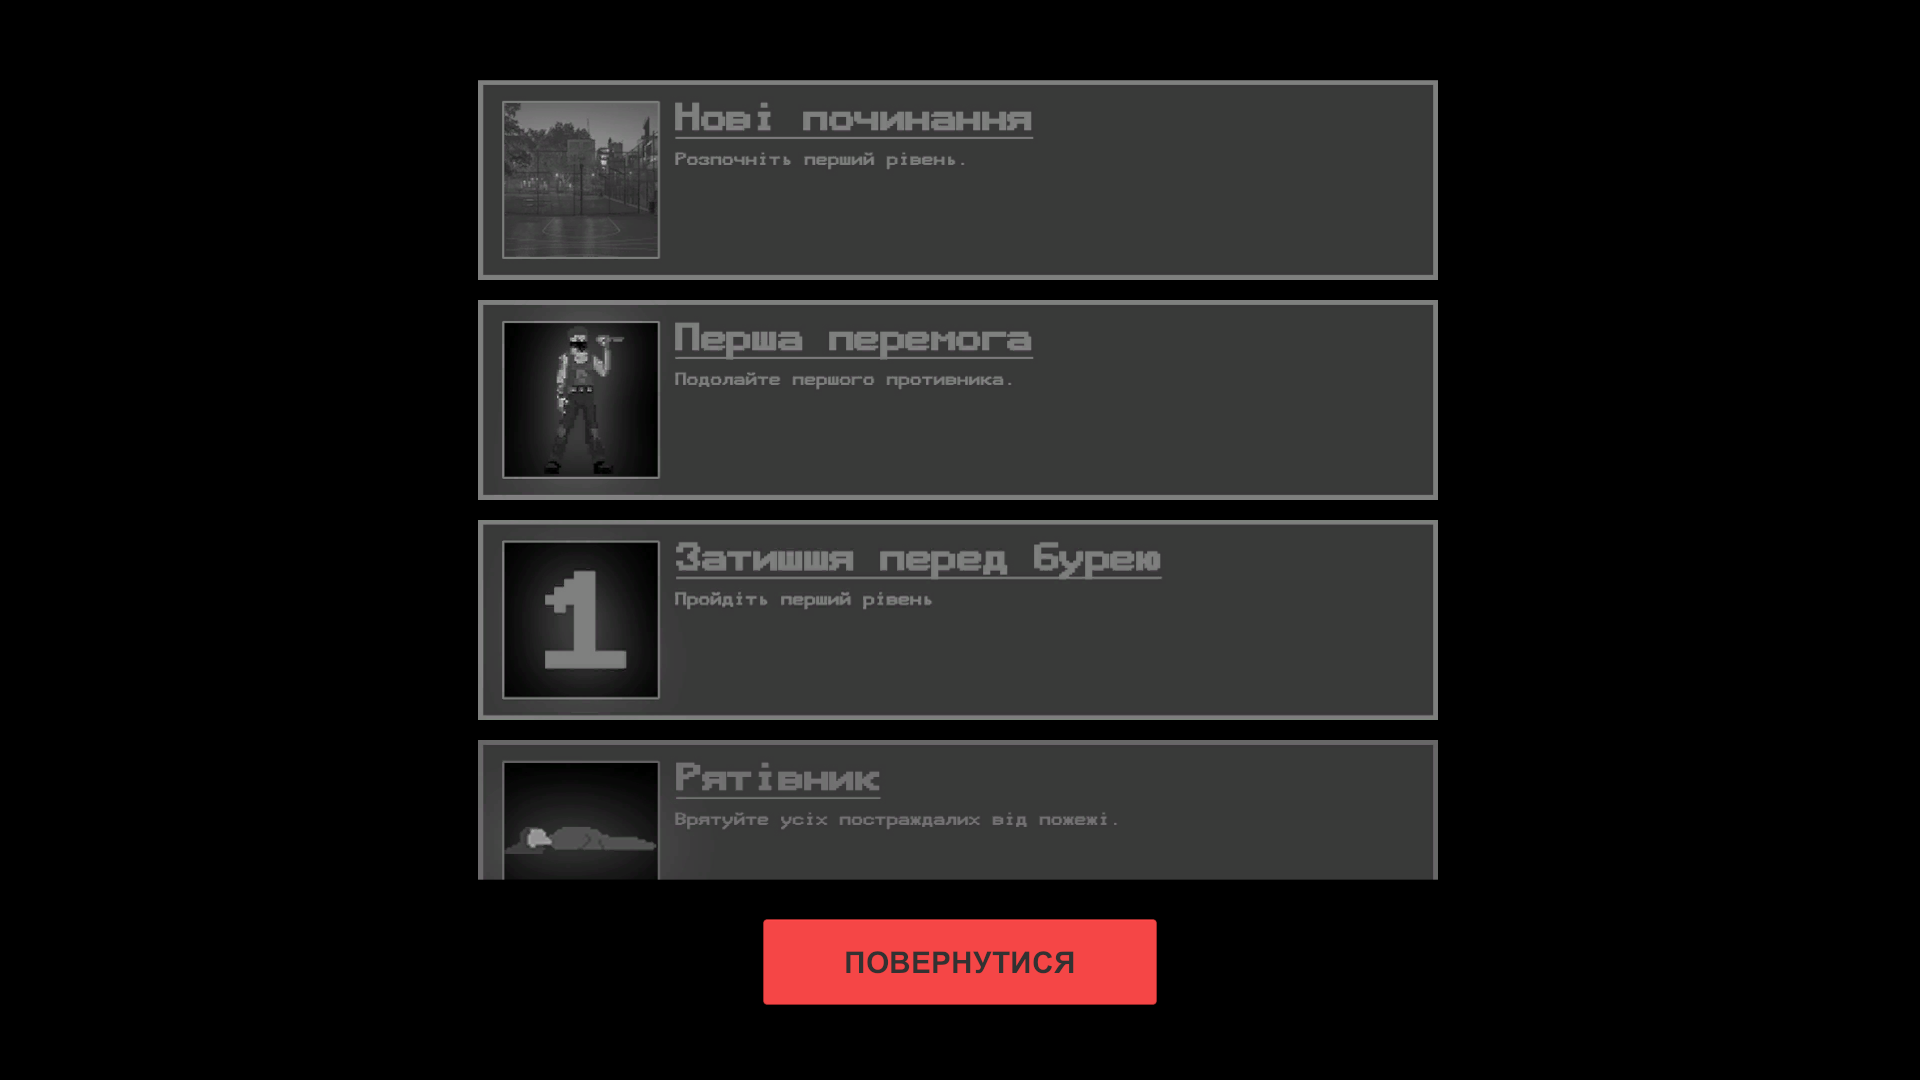 Нові починання
Розпочніть перший рівень.
Перша перемога
Подолайте першого противника.
1
Затишшя перед Бурею
Пройдіть перший рівень
Рятівник
Врятуйте усіх постраждалих від пожежі.
ПОВЕРНУТИСЯ